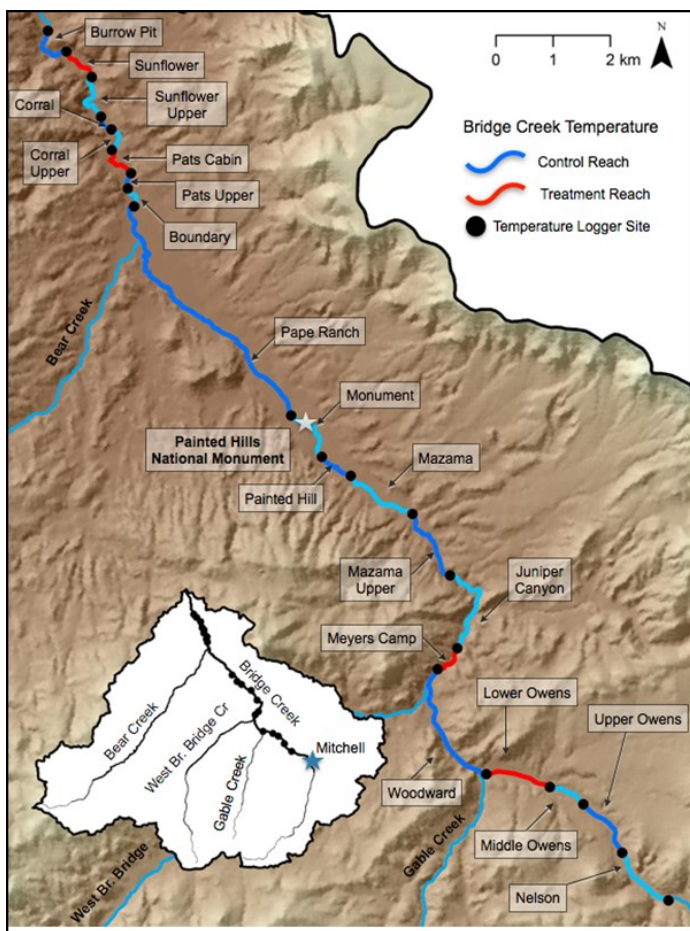 Burrow Pit
Sunflower
Sunflower
Upper
Corral
Corral
Upper
Pats Cabin
Pats Upper
Boundary
N
0 1 2 km
Bridge Creek Temperature
Control Reach
Treatment Reach
Temperature Logger Site
Bear Creek
Pape Ranch
Monument
Painted Hills
National Monument
Mazama
Painted Hill
Mazama
Upper
Juniper
Canyon
Meyers Camp
Lower Owens
Upper Owens
Woodward
Middle Owens
Gable Creek
Nelson
West Br. Bridge
Bridge Creek
Bear Creek
West Br. Bridge Cr
Gable Creek
Mitchell